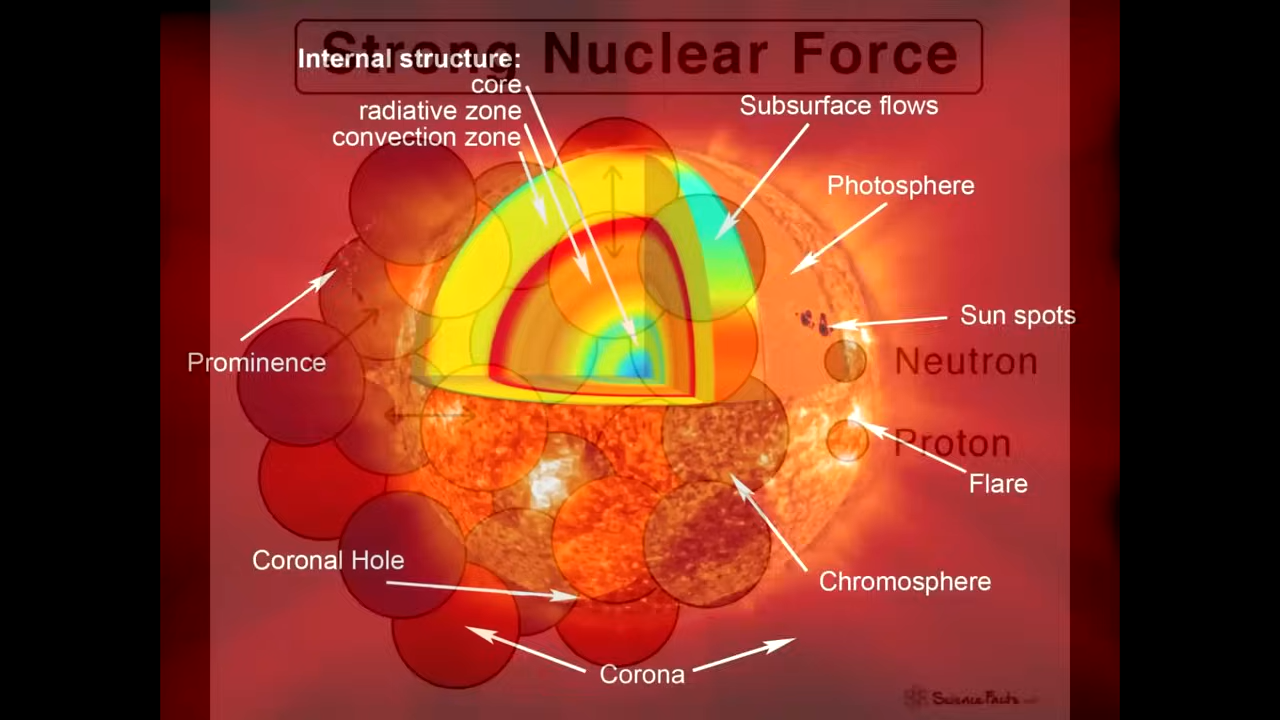 Strong Nuclear Force
Internal structure:
core
radiative zone
convection zone
Subsurface flows
Photosphere
Sun spots
Neutron
Prominence
Proton
Flare
Coronal Hole
Chromosphere
Corona
ScienceFacts